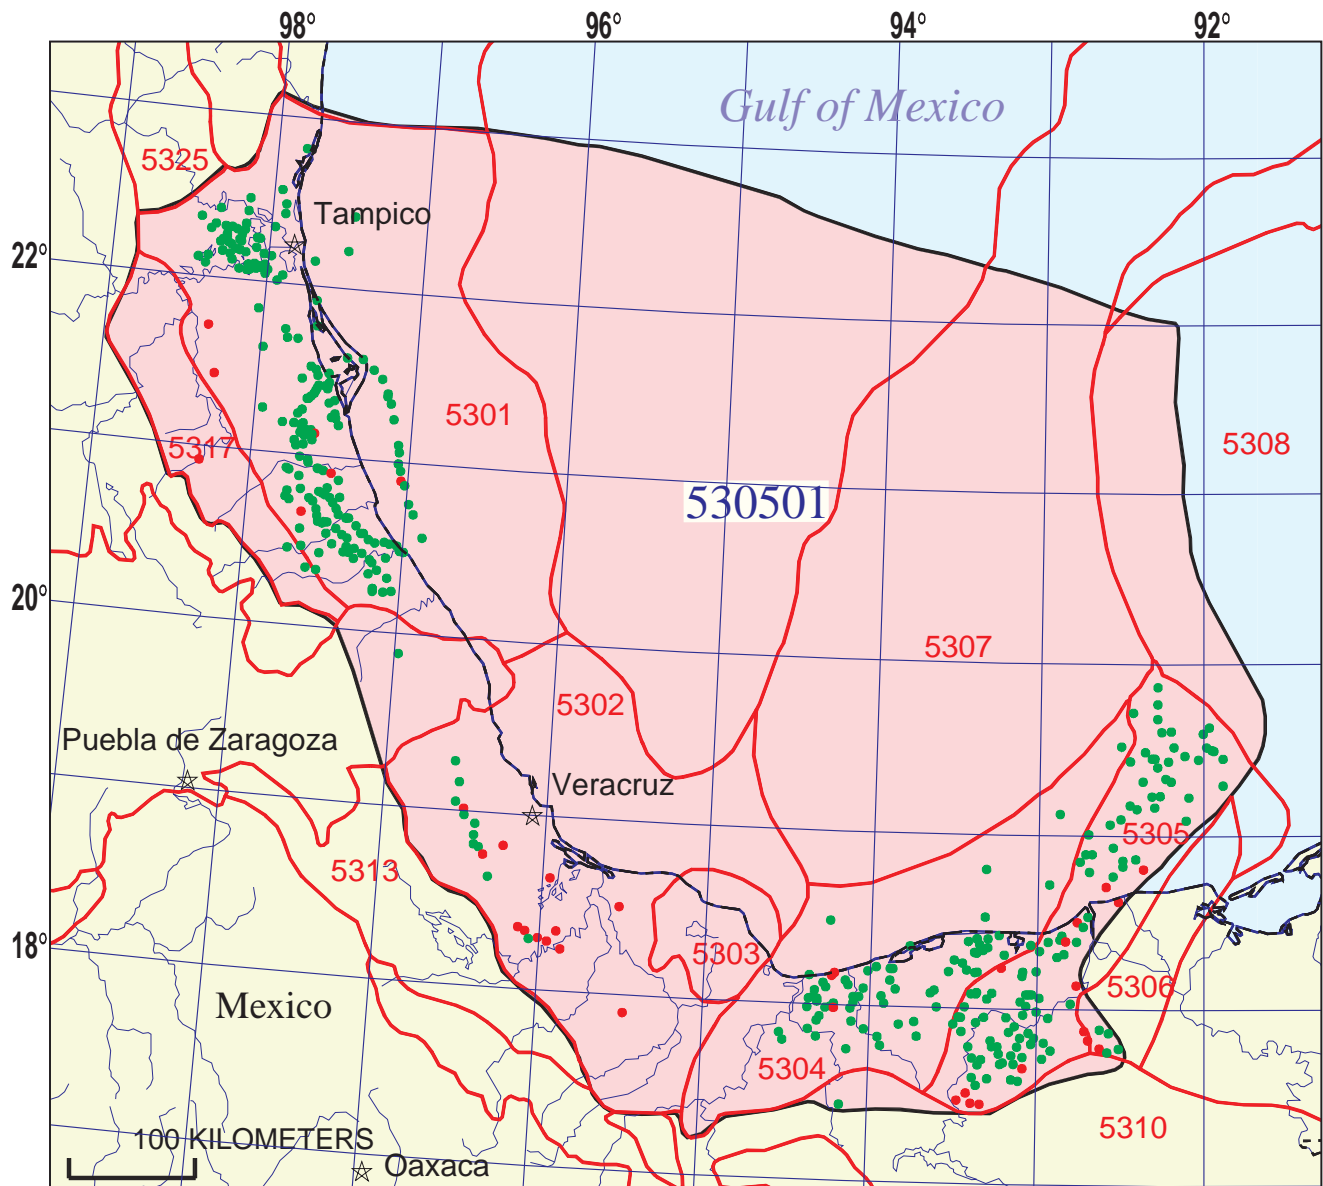 98° 96° 94° 92°
Gulf of Mexico
5325
Tampico
22°
5301
5317
5308
530501
20°
5307
5302
Puebla de Zaragoza
Veracruz
5305
5313
18°
5303
5306
Mexico
5304
5310
100 KILOMETERS
Oaxaca